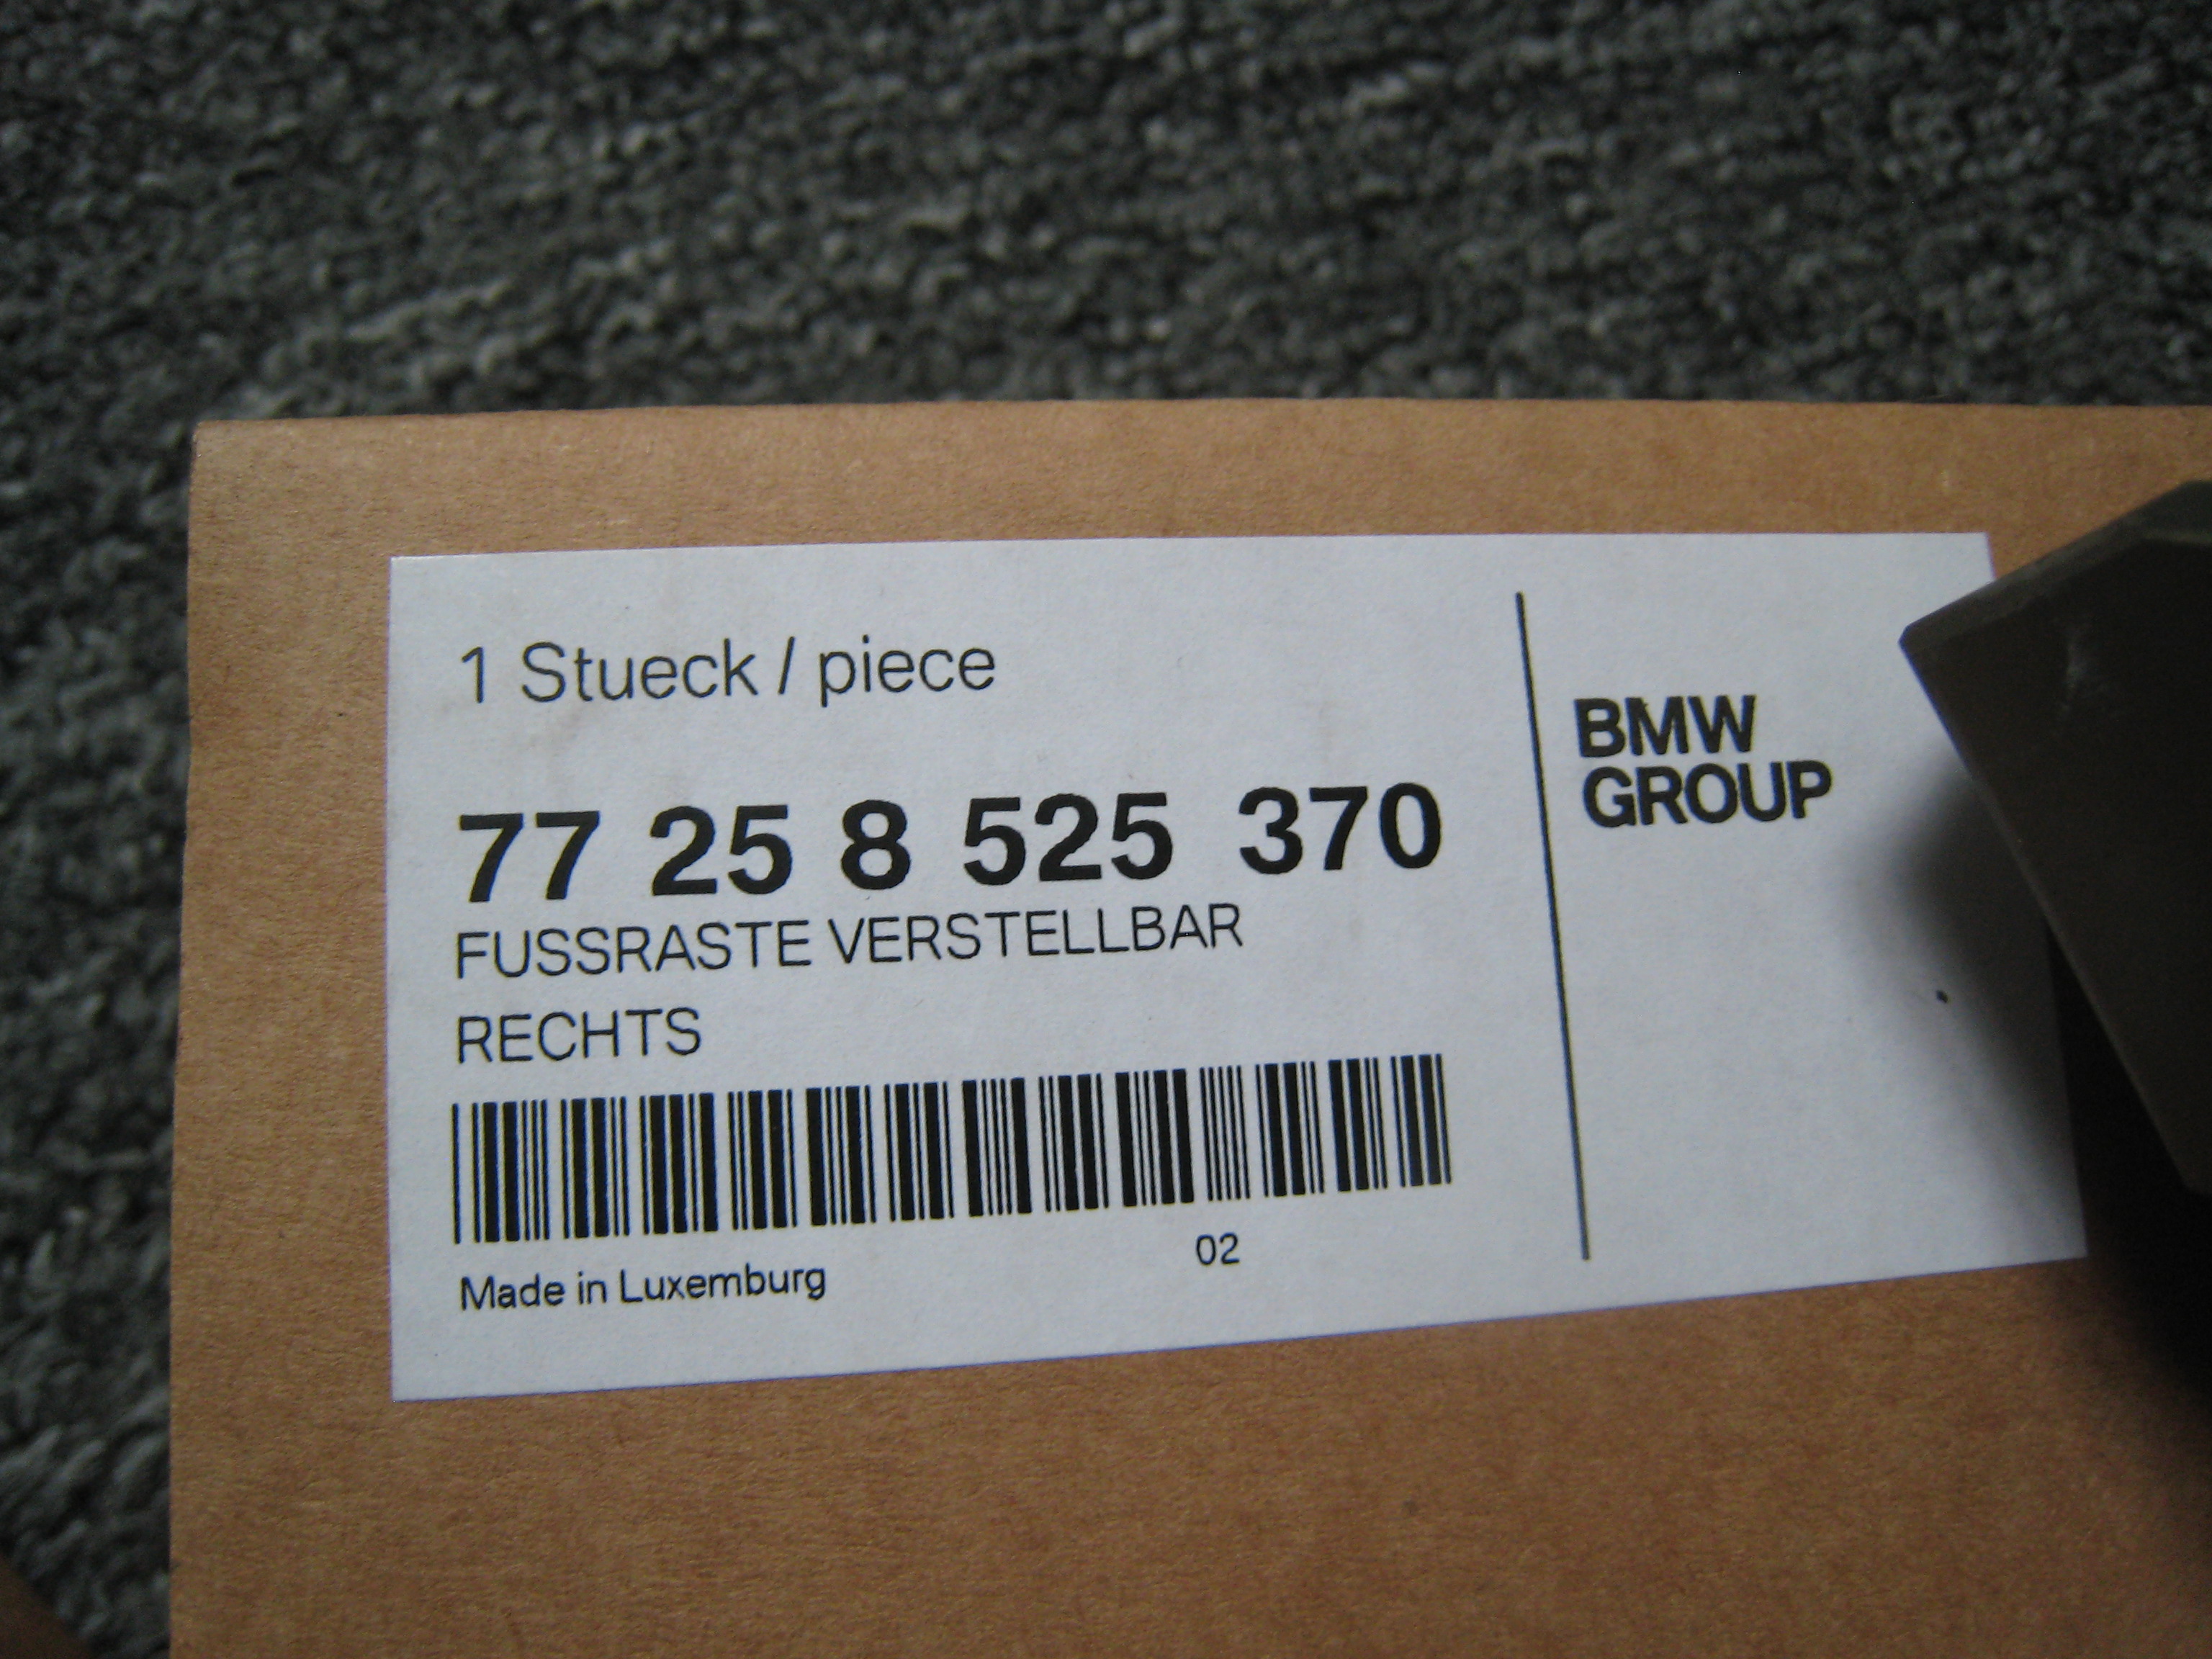 1 Stueck / piece
77 25 8 525 370
FUSSRASTE VERSTELLBAR
RECHTS
02
Made in Luxemburg
BMW
GROUP